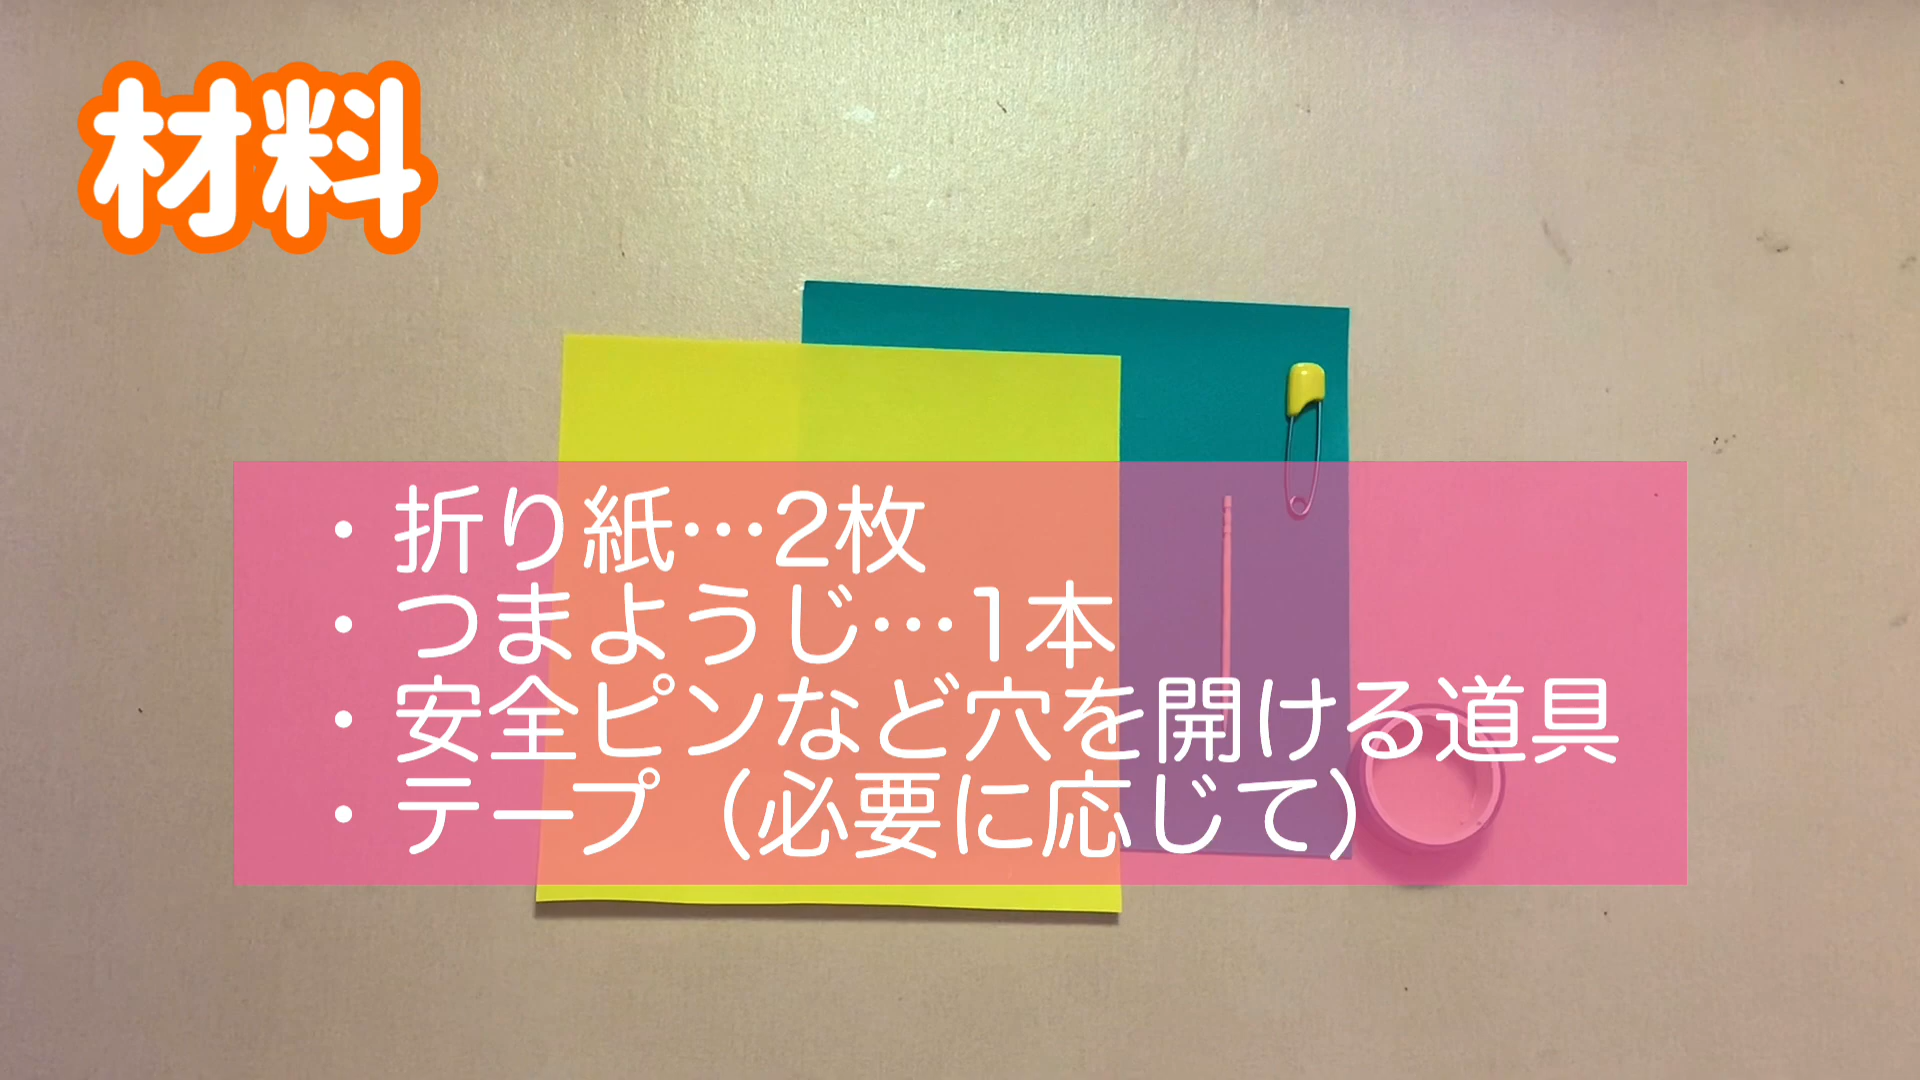 材料
・折り紙…2枚
・つまようじ…1本
・安全ピンなど穴を開ける道具
・テープ（必要に応じて）